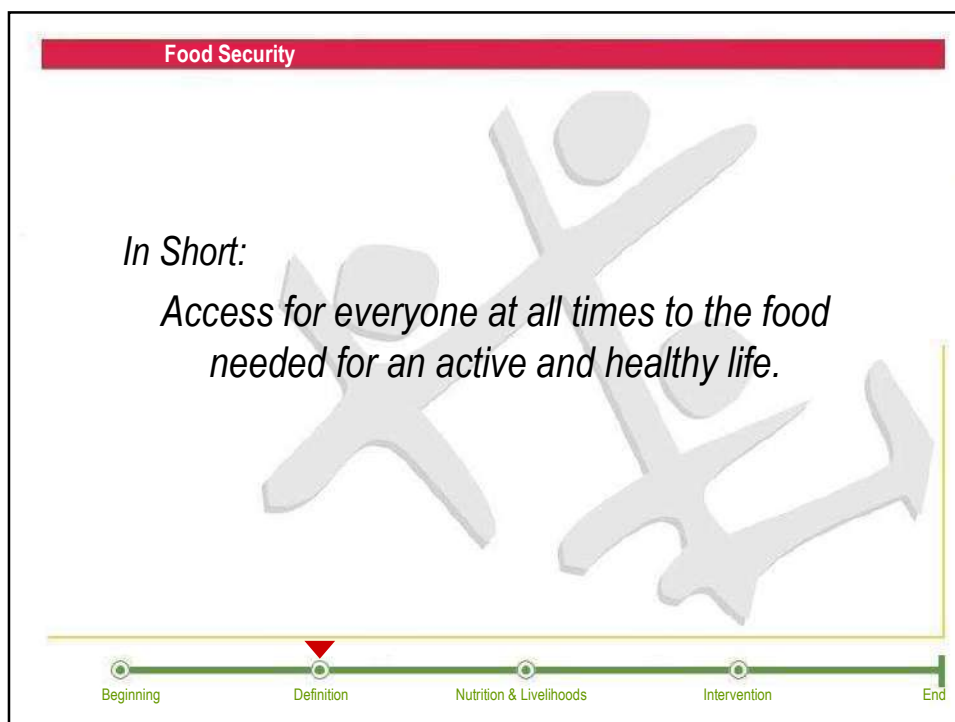 Food Security
In Short:
Access for everyone at all times to the food
needed for an active and healthy life.
Beginning
Definition
Nutrition & Livelihoods
Intervention
End